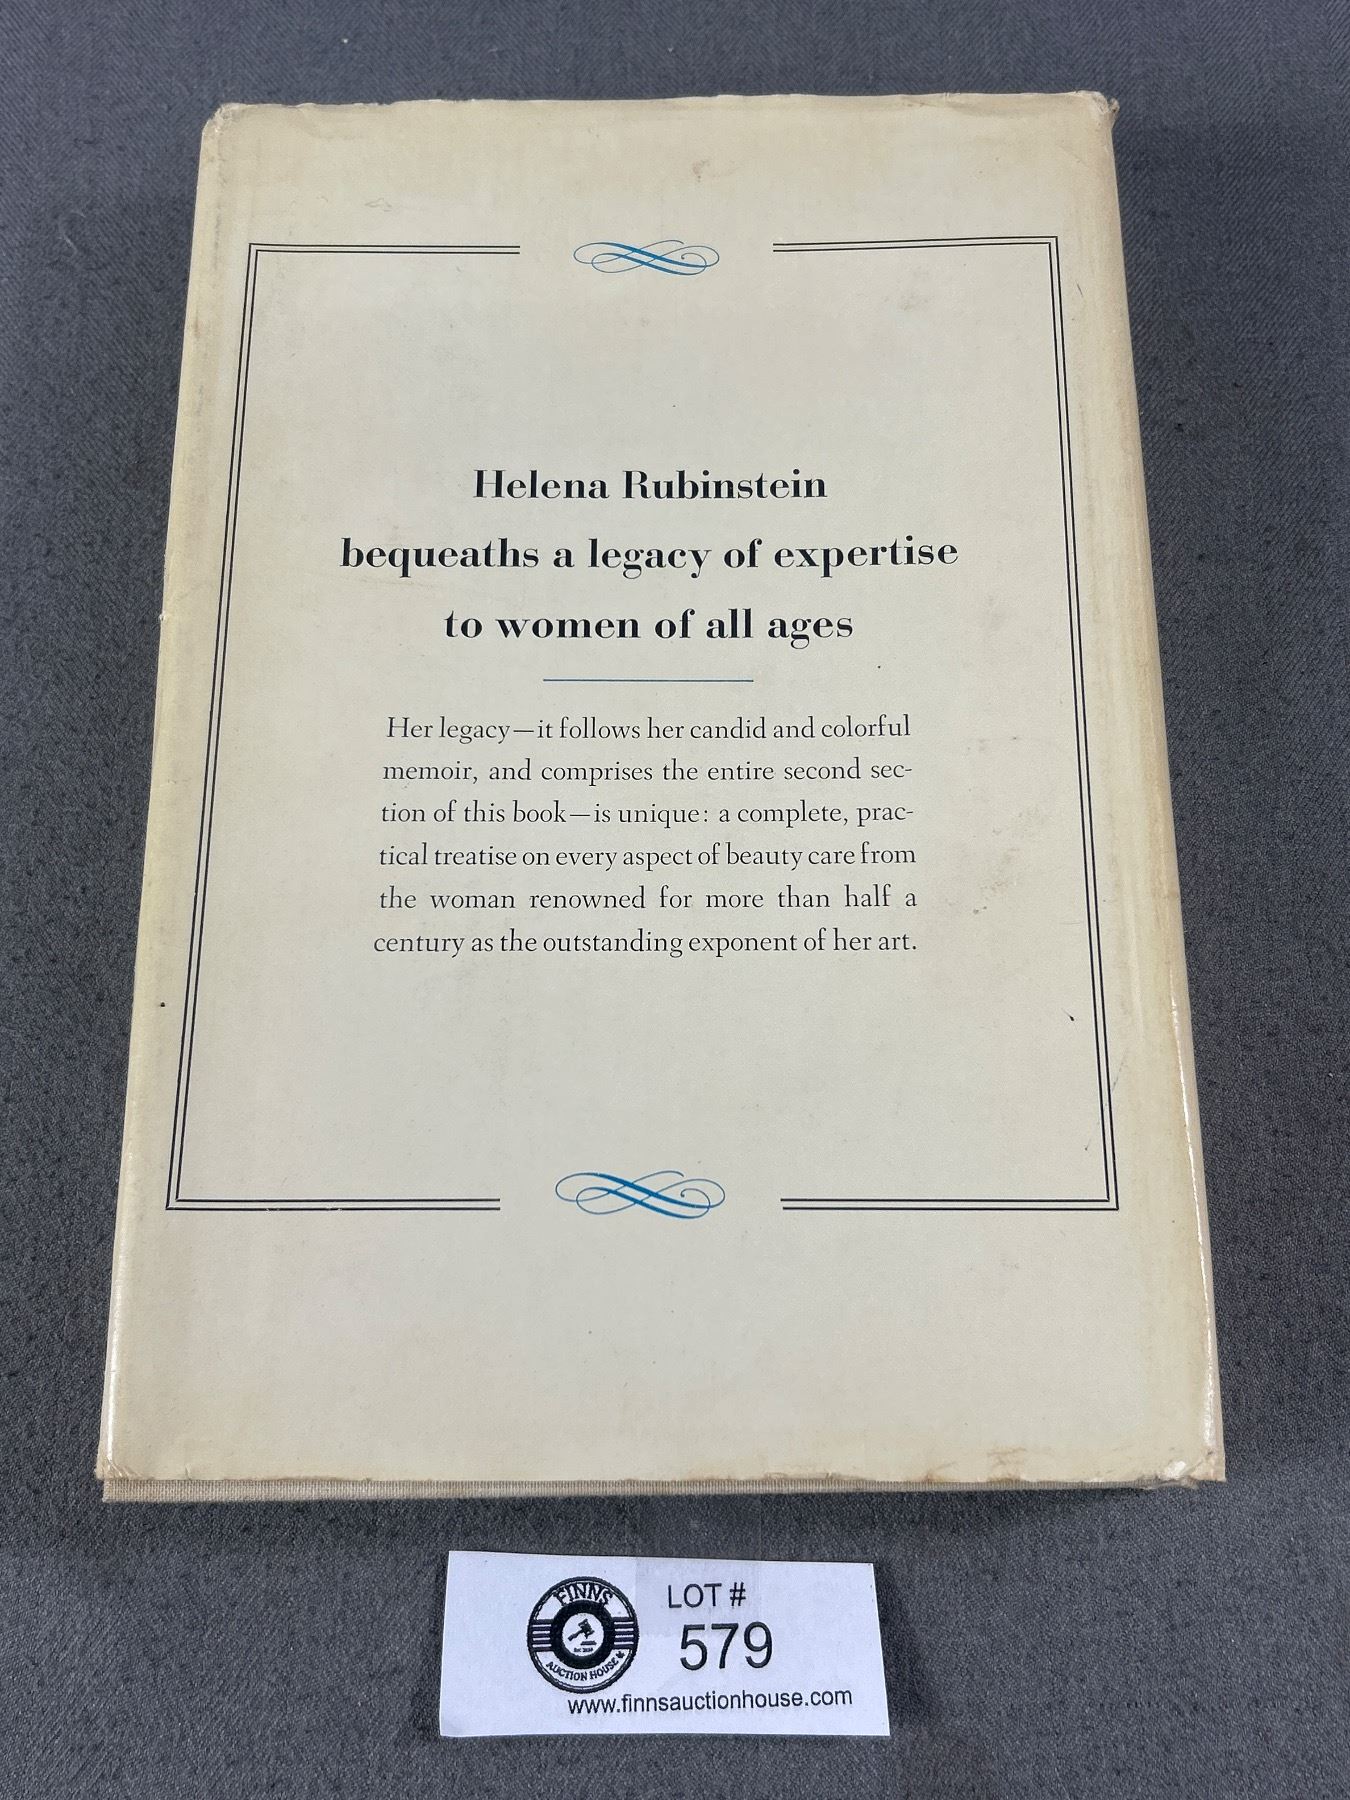 Helena Rubinstein
bequeaths a legacy of expertise
to women of all ages
Her legacy—it follows her candid and colorful
memoir, and comprises the entire second sec-
tion of this book—is unique: a complete, prac-
tical treatise on every aspect of beauty care from
the woman renowned for more than half a
century as the outstanding exponent of her art.
FINNS
AUCTION HOUSE
LOT #
579
www.finnsauctionhouse.com